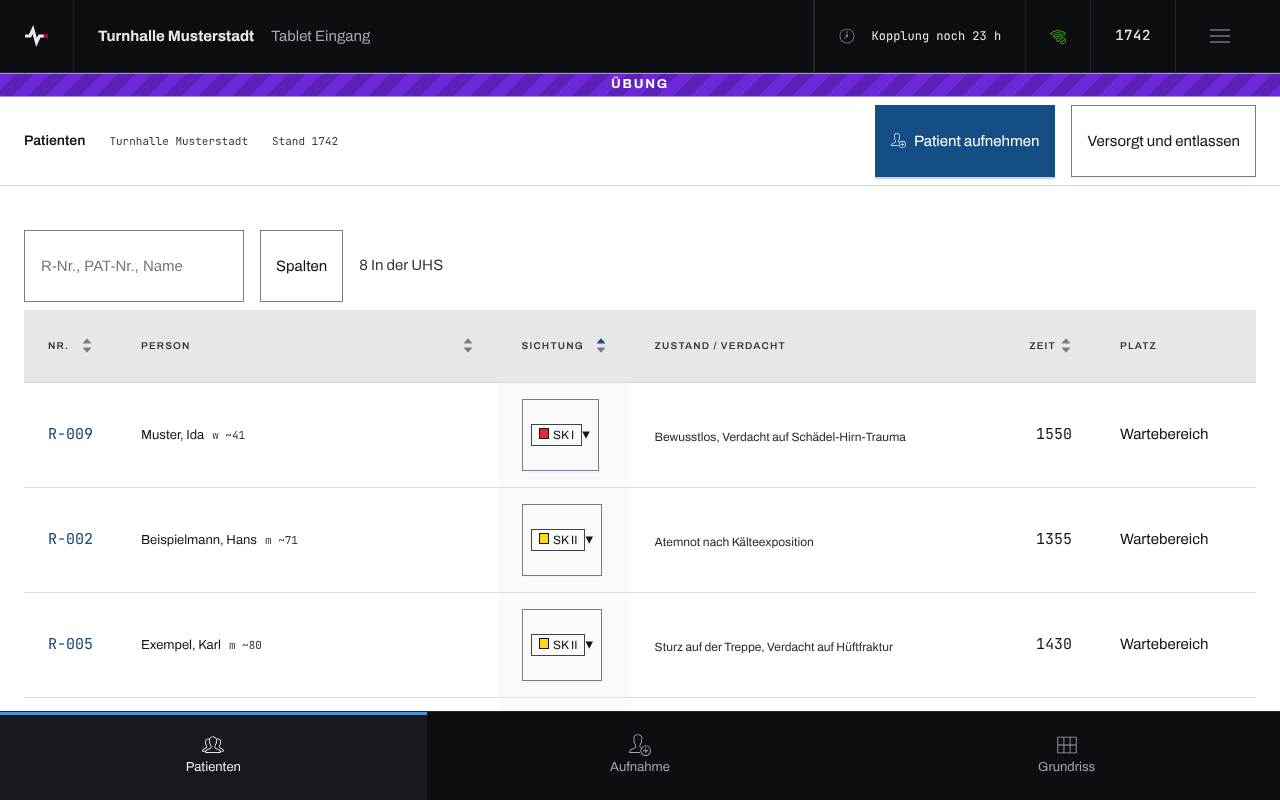 Turnhalle Musterstadt Tablet Eingang Kopplung noch 23 h 1742
ÜBUNG
Patienten Turnhalle Musterstadt Stand 1742 Patient aufnehmen Versorgt und entlassen
R-Nr., PAT-Nr., Name Spalten 8 In der UHS
NR. PERSON SICHTUNG ZUSTAND / VERDACHT ZEIT PLATZ
R-009 Muster, Ida w ~41 SK I Bewusstlos, Verdacht auf Schädel-Hirn-Trauma 1550 Wartebereich
R-002 Beispielmann, Hans m ~71 SK II Atemnot nach Kälteexposition 1355 Wartebereich
R-005 Exempel, Karl m ~80 SK II Sturz auf der Treppe, Verdacht auf Hüftfraktur 1430 Wartebereich
Patienten Aufnahme Grundriss